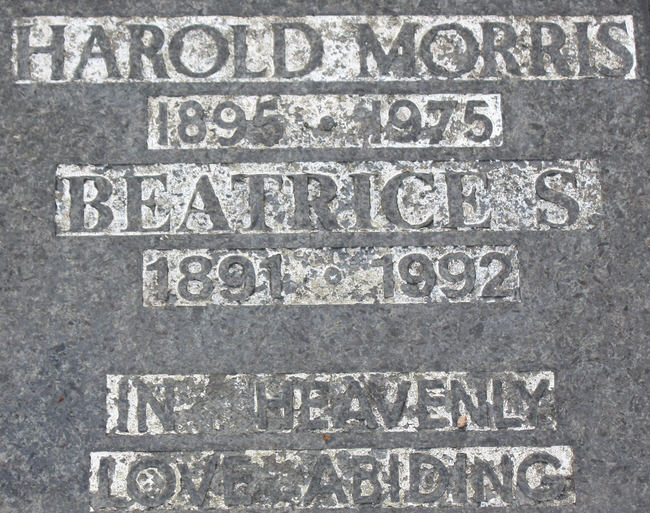 HAROLD MORRIS
1895 • 1975
BEATRICE S
1891 • 1992
IN HEAVENLY
LOVE ABIDING